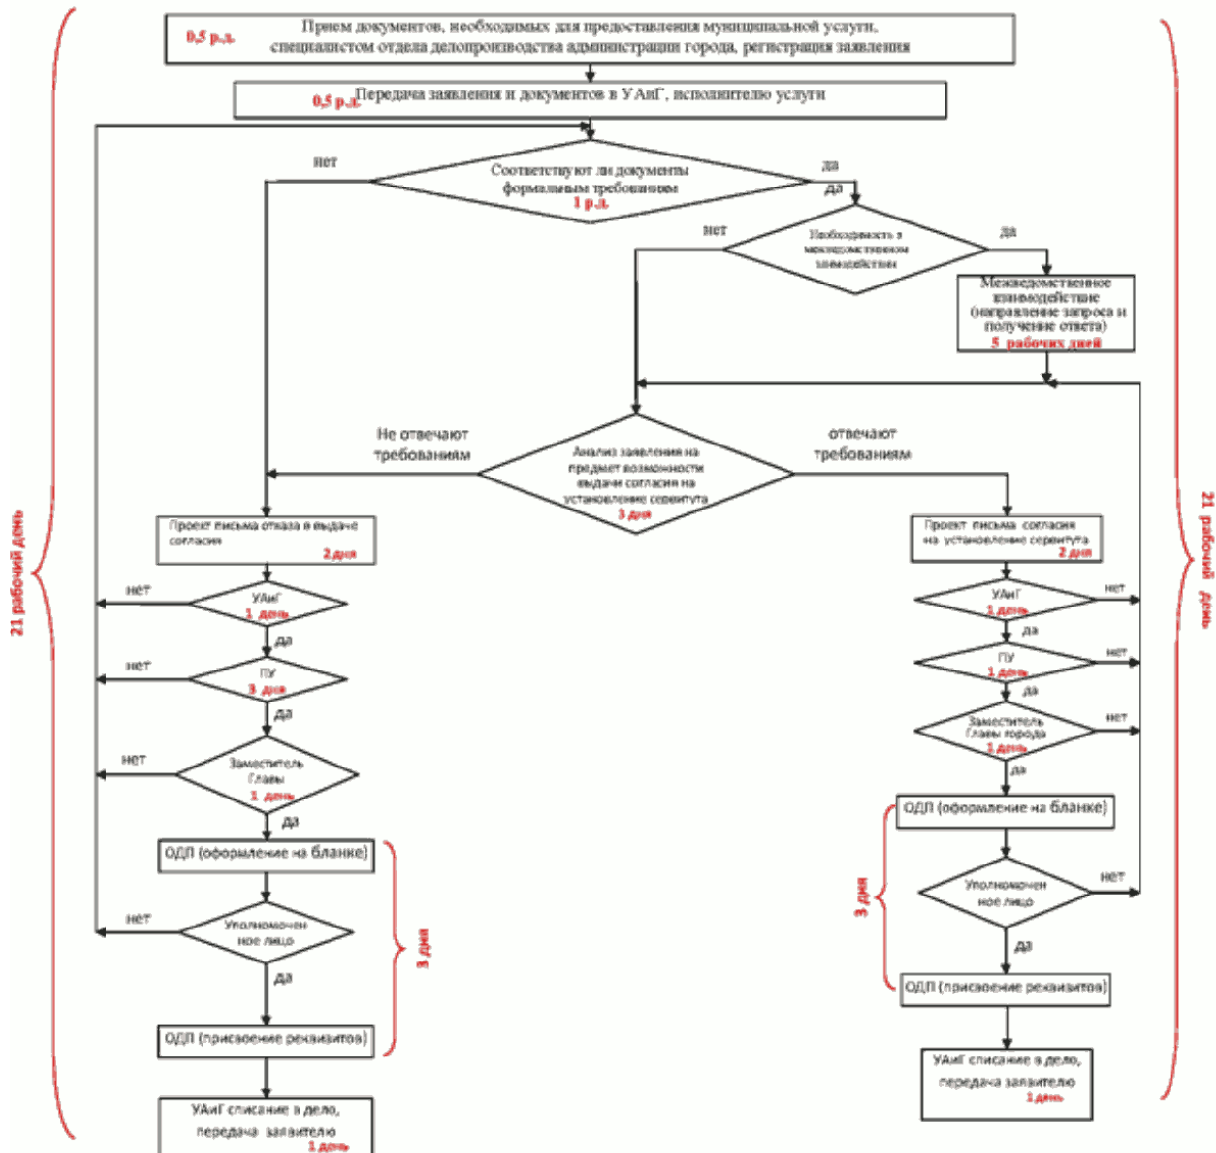 Прием документов, необходимых для предоставления муниципальной услуги,
0,5 р.д.
специалистом отдела делопроизводства администрации города, регистрация заявления
Передача заявления и документов в УАиГ, исполнителю услуги
0,5 р.д.
нет
Соответствуют ли документы
формальным требованиям
1 р.д.
да
да
нет
Необходимость в
межведомственном
взимодействии
да
Межведомственное
взаимодействие
(направление запроса и
получение ответа)
5 рабочих дней
Не отвечают
требованиям
Анализ заявления на
предмет возможности
выдачи согласия на
установление сервитута
3 дня
отвечают
требованиям
21 рабочий день
21 рабочий день
Проект письма отказа в выдаче
согласия
2 дня
нет
УАиГ
1 день
да
нет
ПУ
3 дня
да
нет
Заместитель
Главы
1 день
да
ОДП (оформление на бланке)
нет
Уполномочен
ное лицо
3 дня
да
ОДП (присвоение реквизитов)
УАиГ списание в дело,
передача заявителю
1 день
Проект письма согласия
на установление сервитута
2 дня
УАиГ
1 день
нет
да
ПУ
1 день
нет
да
Заместитель
Главы города
1 день
нет
да
ОДП (оформление на бланке)
3 дня
Уполномочен
ное лицо
нет
да
ОДП (присвоение реквизитов)
УАиГ списание в дело,
передача заявителю
1 день